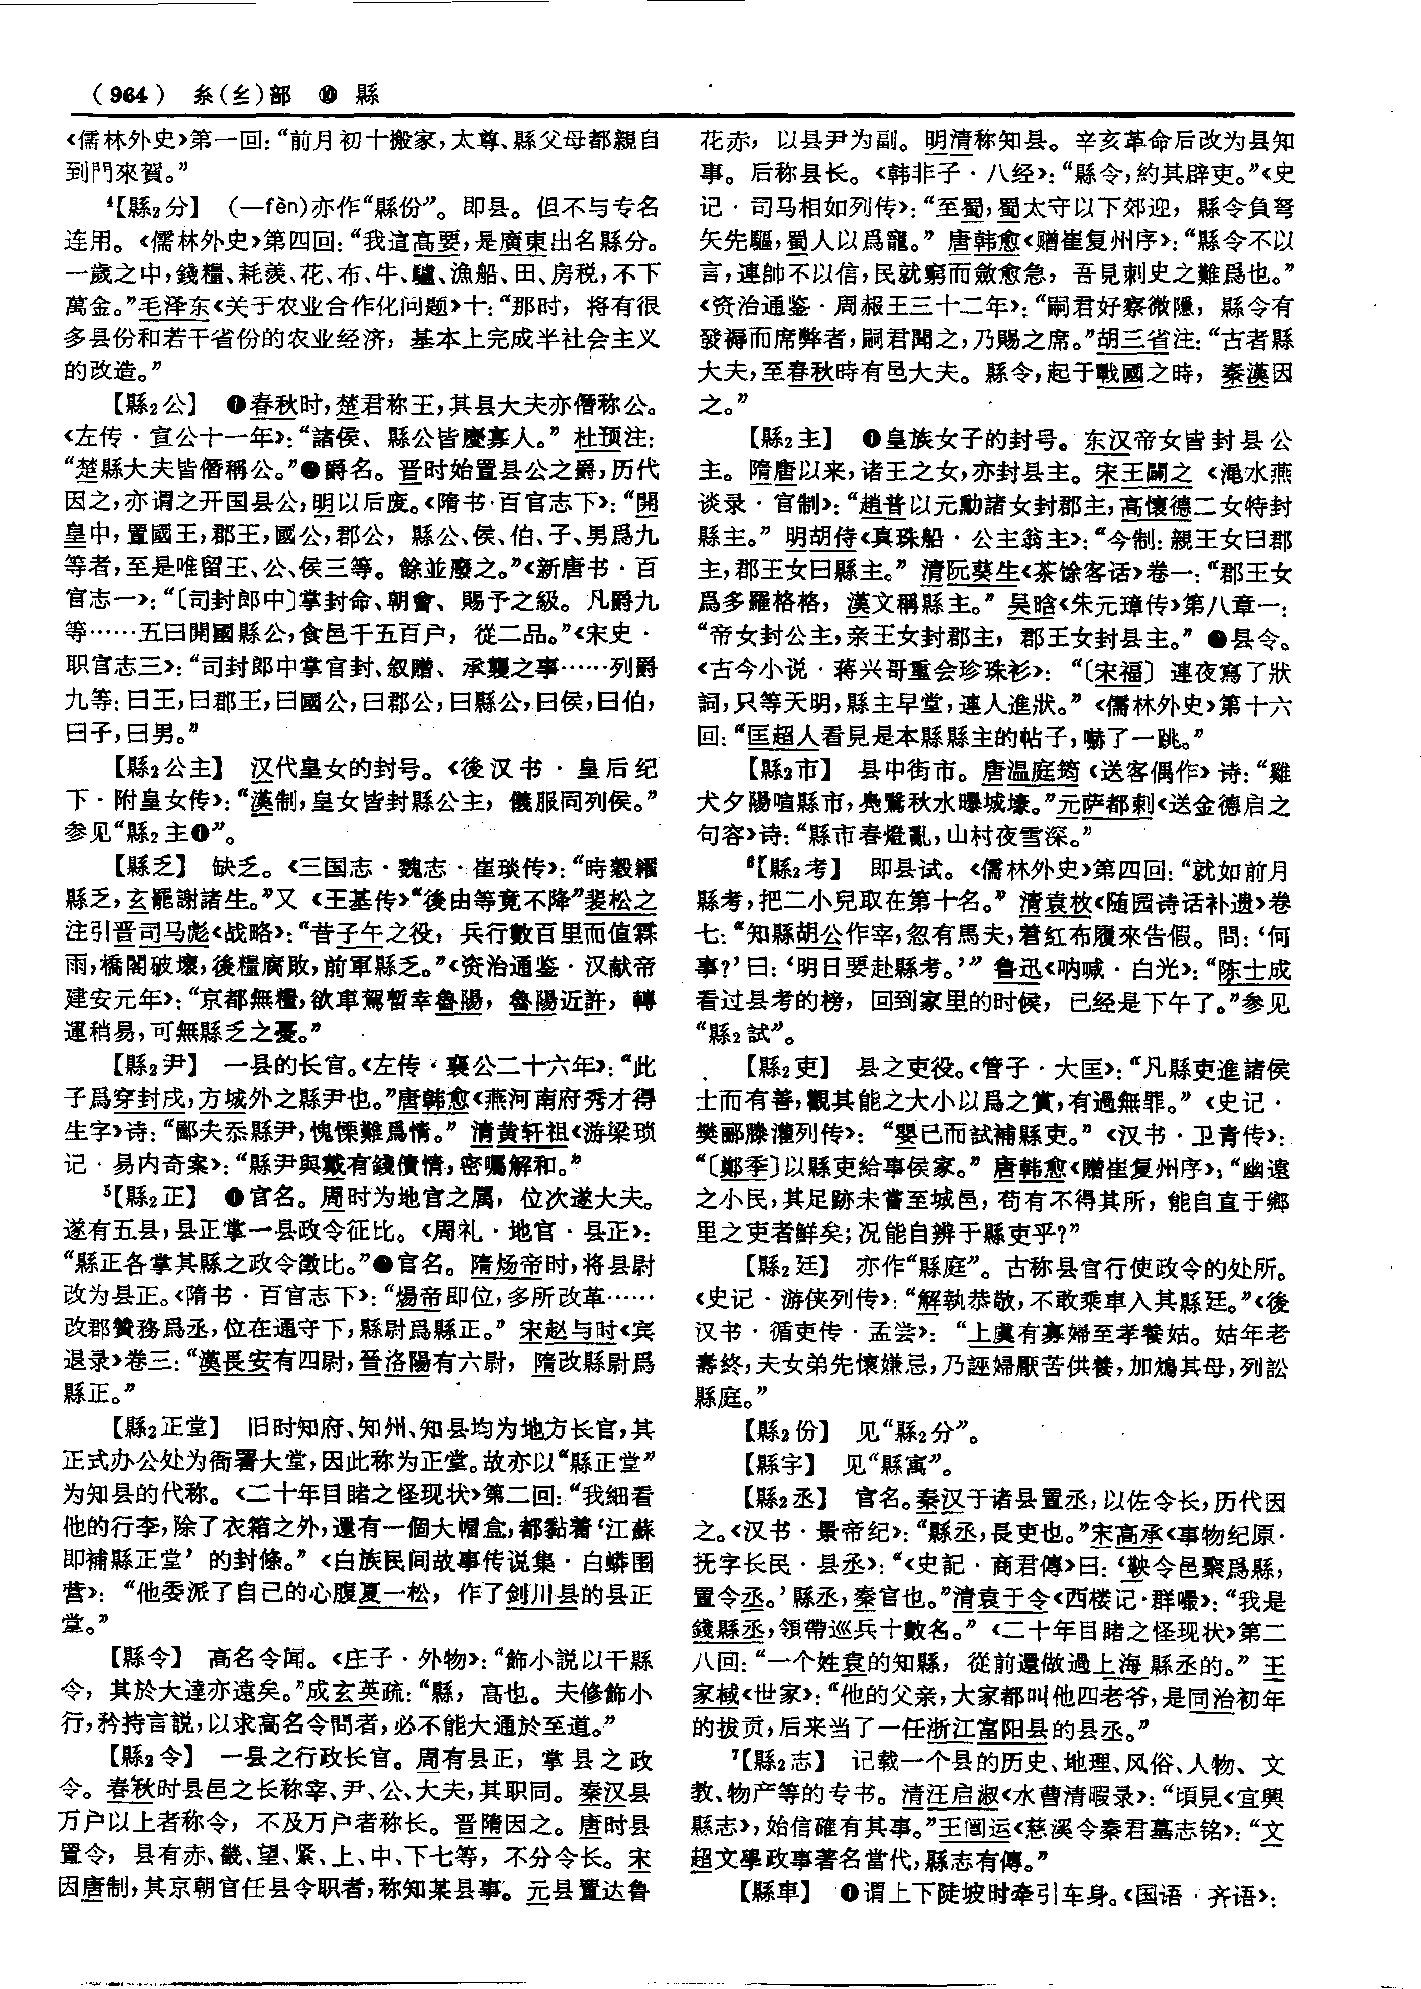 （964） 糸(纟)部 ⑩ 縣
《儒林外史》第一回：“前月初十搬家，太尊、縣父母都親自
到門來賀。”
⁴【縣₂分】 （—fèn）亦作“縣份”。即县。但不与专名
连用。《儒林外史》第四回：“我這高要，是廣東出名縣分。
一歲之中，錢糧、耗羨、花、布、牛、驢、漁船、田、房税，不下
萬金。”毛泽东《关于农业合作化问题》十：“那时，将有很
多县份和若干省份的农业经济，基本上完成半社会主义
的改造。”
【縣₂公】 ❶春秋时，楚君称王，其县大夫亦僭称公。
《左传·宣公十一年》：“諸侯、縣公皆慶寡人。”杜预注：
“楚縣大夫皆僭稱公。”❷爵名。晋时始置县公之爵，历代
因之，亦谓之开国县公，明以后废。《隋书·百官志下》：“開
皇中，置國王，郡王，國公，郡公，縣公、侯、伯、子、男爲九
等者，至是唯留王、公、侯三等。餘並廢之。”《新唐书·百
官志一》：“〔司封郎中〕掌封命、朝會、賜予之級。凡爵九
等……五曰開國縣公，食邑千五百户，從二品。”《宋史·
职官志三》：“司封郎中掌官封、叙贈、承襲之事……列爵
九等：曰王，曰郡王，曰國公，曰郡公，曰縣公，曰侯，曰伯，
曰子，曰男。”
【縣₂公主】 汉代皇女的封号。《後汉书·皇后纪
下·附皇女传》：“漢制，皇女皆封縣公主，儀服同列侯。”
参见“縣₂主❶”。
【縣乏】 缺乏。《三国志·魏志·崔琰传》：“時穀糴
縣乏，玄罷謝諸生。”又《王基传》“後由等竟不降”裴松之
注引晋司马彪《战略》：“昔子午之役，兵行數百里而值霖
雨，橋閣破壞，後糧腐敗，前軍縣乏。”《资治通鉴·汉献帝
建安元年》：“京都無糧，欲車駕暫幸魯陽，魯陽近許，轉
運稍易，可無縣乏之憂。”
【縣₂尹】 一县的长官。《左传·襄公二十六年》：“此
子爲穿封戌，方城外之縣尹也。”唐韩愈《燕河南府秀才得
生字》诗：“鄙夫忝縣尹，愧慄難爲情。”清黄轩祖《游梁琐
记·易内奇案》：“縣尹與戴有錢債情，密囑解和。”
⁵【縣₂正】 ❶官名。周时为地官之属，位次遂大夫。
遂有五县，县正掌一县政令征比。《周礼·地官·县正》：
“縣正各掌其縣之政令徵比。”❷官名。隋炀帝时，将县尉
改为县正。《隋书·百官志下》：“煬帝即位，多所改革……
改郡贊務爲丞，位在通守下，縣尉爲縣正。”宋赵与时《宾
退录》卷三：“漢長安有四尉，晉洛陽有六尉，隋改縣尉爲
縣正。”
【縣₂正堂】 旧时知府、知州、知县均为地方长官，其
正式办公处为衙署大堂，因此称为正堂。故亦以“縣正堂”
为知县的代称。《二十年目睹之怪现状》第二回：“我細看
他的行李，除了衣箱之外，還有一個大帽盒，都黏着‘江蘇
即補縣正堂’的封條。”《白族民间故事传说集·白蟒围
营》：“他委派了自己的心腹夏一松，作了剑川县的县正
堂。”
【縣令】 高名令闻。《庄子·外物》：“飾小説以干縣
令，其於大達亦遠矣。”成玄英疏：“縣，高也。夫修飾小
行，矜持言説，以求高名令問者，必不能大通於至道。”
【縣₂令】 一县之行政长官。周有县正，掌县之政
令。春秋时县邑之长称宰、尹、公、大夫，其职同。秦汉县
万户以上者称令，不及万户者称长。晋隋因之。唐时县
置令，县有赤、畿、望、紧、上、中、下七等，不分令长。宋
因唐制，其京朝官任县令职者，称知某县事。元县置达鲁
花赤，以县尹为副。明清称知县。辛亥革命后改为县知
事。后称县长。《韩非子·八经》：“縣令，約其辟吏。”《史
记·司马相如列传》：“至蜀，蜀太守以下郊迎，縣令負弩
矢先驅，蜀人以爲寵。”唐韩愈《赠崔复州序》：“縣令不以
言，連帥不以信，民就窮而斂愈急，吾見刺史之難爲也。”
《资治通鉴·周赧王三十二年》：“嗣君好察微隱，縣令有
發褥而席弊者，嗣君聞之，乃賜之席。”胡三省注：“古者縣
大夫，至春秋時有邑大夫。縣令，起于戰國之時，秦漢因
之。”
【縣₂主】 ❶皇族女子的封号。东汉帝女皆封县公
主。隋唐以来，诸王之女，亦封县主。宋王闢之《渑水燕
谈录·官制》：“趙普以元勳諸女封郡主，高懷德二女特封
縣主。”明胡侍《真珠船·公主翁主》：“今制：親王女曰郡
主，郡王女曰縣主。”清阮葵生《茶馀客话》卷一：“郡王女
爲多羅格格，漢文稱縣主。”吴晗《朱元璋传》第八章一：
“帝女封公主，亲王女封郡主，郡王女封县主。”❷县令。
《古今小说·蒋兴哥重会珍珠衫》：“〔宋福〕連夜寫了狀
詞，只等天明，縣主早堂，連人進狀。”《儒林外史》第十六
回：“匡超人看見是本縣縣主的帖子，嚇了一跳。”
【縣₂市】 县中街市。唐温庭筠《送客偶作》诗：“雞
犬夕陽喧縣市，鳧鷖秋水曝城壕。”元萨都剌《送金德启之
句容》诗：“縣市春燈亂，山村夜雪深。”
⁶【縣₂考】 即县试。《儒林外史》第四回：“就如前月
縣考，把二小兒取在第十名。”清袁枚《随园诗话补遗》卷
七：“知縣胡公作宰，忽有馬夫，着紅布履來告假。問：‘何
事？’曰：‘明日要赴縣考。’”鲁迅《呐喊·白光》：“陈士成
看过县考的榜，回到家里的时候，已经是下午了。”参见
“縣₂試”。
【縣₂吏】 县之吏役。《管子·大匡》：“凡縣吏進諸侯
士而有善，觀其能之大小以爲之賞，有過無罪。”《史记·
樊郦滕灌列传》：“嬰已而試補縣吏。”《汉书·卫青传》：
“〔鄭季〕以縣吏給事侯家。”唐韩愈《赠崔复州序》：“幽遠
之小民，其足跡未嘗至城邑，苟有不得其所，能自直于鄉
里之吏者鮮矣；况能自辨于縣吏乎？”
【縣₂廷】 亦作“縣庭”。古称县官行使政令的处所。
《史记·游侠列传》：“解執恭敬，不敢乘車入其縣廷。”《後
汉书·循吏传·孟尝》：“上虞有寡婦至孝養姑。姑年老
壽終，夫女弟先懷嫌忌，乃誣婦厭苦供養，加鴆其母，列訟
縣庭。”
【縣₂份】 见“縣₂分”。
【縣宇】 见“縣寓”。
【縣₂丞】 官名。秦汉于诸县置丞，以佐令长，历代因
之。《汉书·景帝纪》：“縣丞，長吏也。”宋高承《事物纪原·
抚字长民·县丞》：“《史記·商君傳》曰：‘鞅令邑聚爲縣，
置令丞。’縣丞，秦官也。”清袁于令《西楼记·群嘬》：“我是
錢縣丞，領帶巡兵十數名。”《二十年目睹之怪现状》第二
八回：“一个姓袁的知縣，從前還做過上海縣丞的。”王
家棫《世家》：“他的父亲，大家都叫他四老爷，是同治初年
的拔贡，后来当了一任浙江富阳县的县丞。”
⁷【縣₂志】 记载一个县的历史、地理、风俗、人物、文
教、物产等的专书。清汪启淑《水曹清暇录》：“頃見《宜興
縣志》，始信確有其事。”王闿运《慈溪令秦君墓志铭》：“文
超文學政事著名當代，縣志有傳。”
【縣車】 ❶谓上下陡坡时牵引车身。《国语·齐语》：